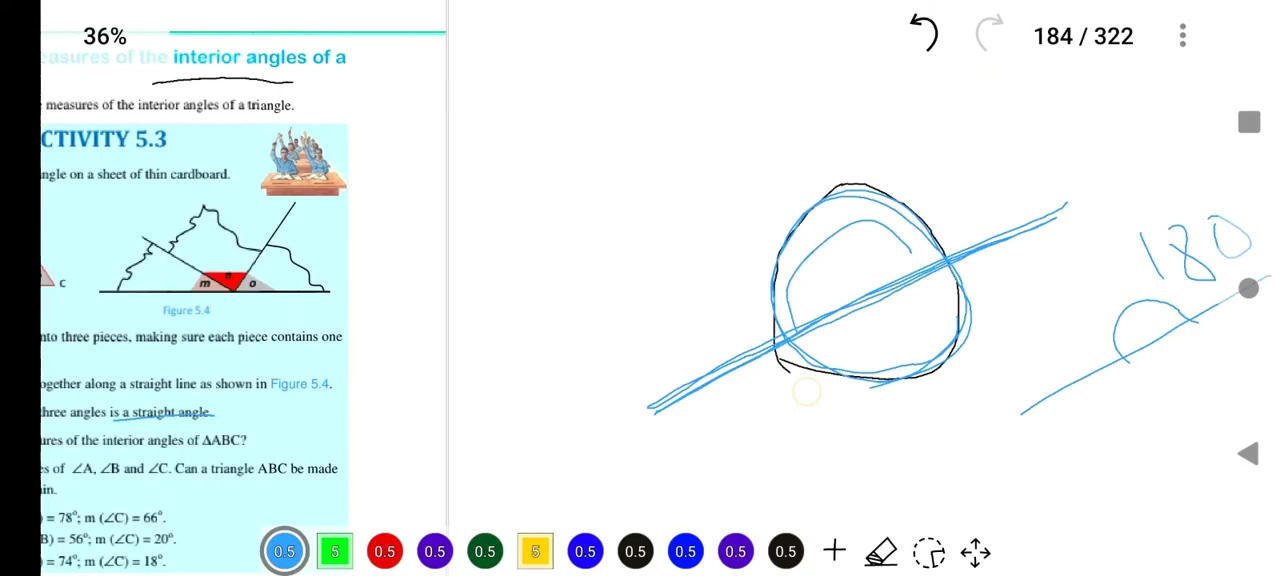 36%
184 / 322
easures of the interior angles of a
measures of the interior angles of a triangle.
CTIVITY 5.3
ngle on a sheet of thin cardboard.
C
m
n
o
Figure 5.4
nto three pieces, making sure each piece contains one
ogether along a straight line as shown in Figure 5.4.
hree angles is a straight angle.
ures of the interior angles of ΔABC?
es of ∠A, ∠B and ∠C. Can a triangle ABC be made
in.
) = 78°; m (∠C) = 66°.
B) = 56°; m (∠C) = 20°.
) = 74°; m (∠C) = 18°.
180
0.5 5 0.5 0.5 0.5 5 0.5 0.5 0.5 0.5 0.5